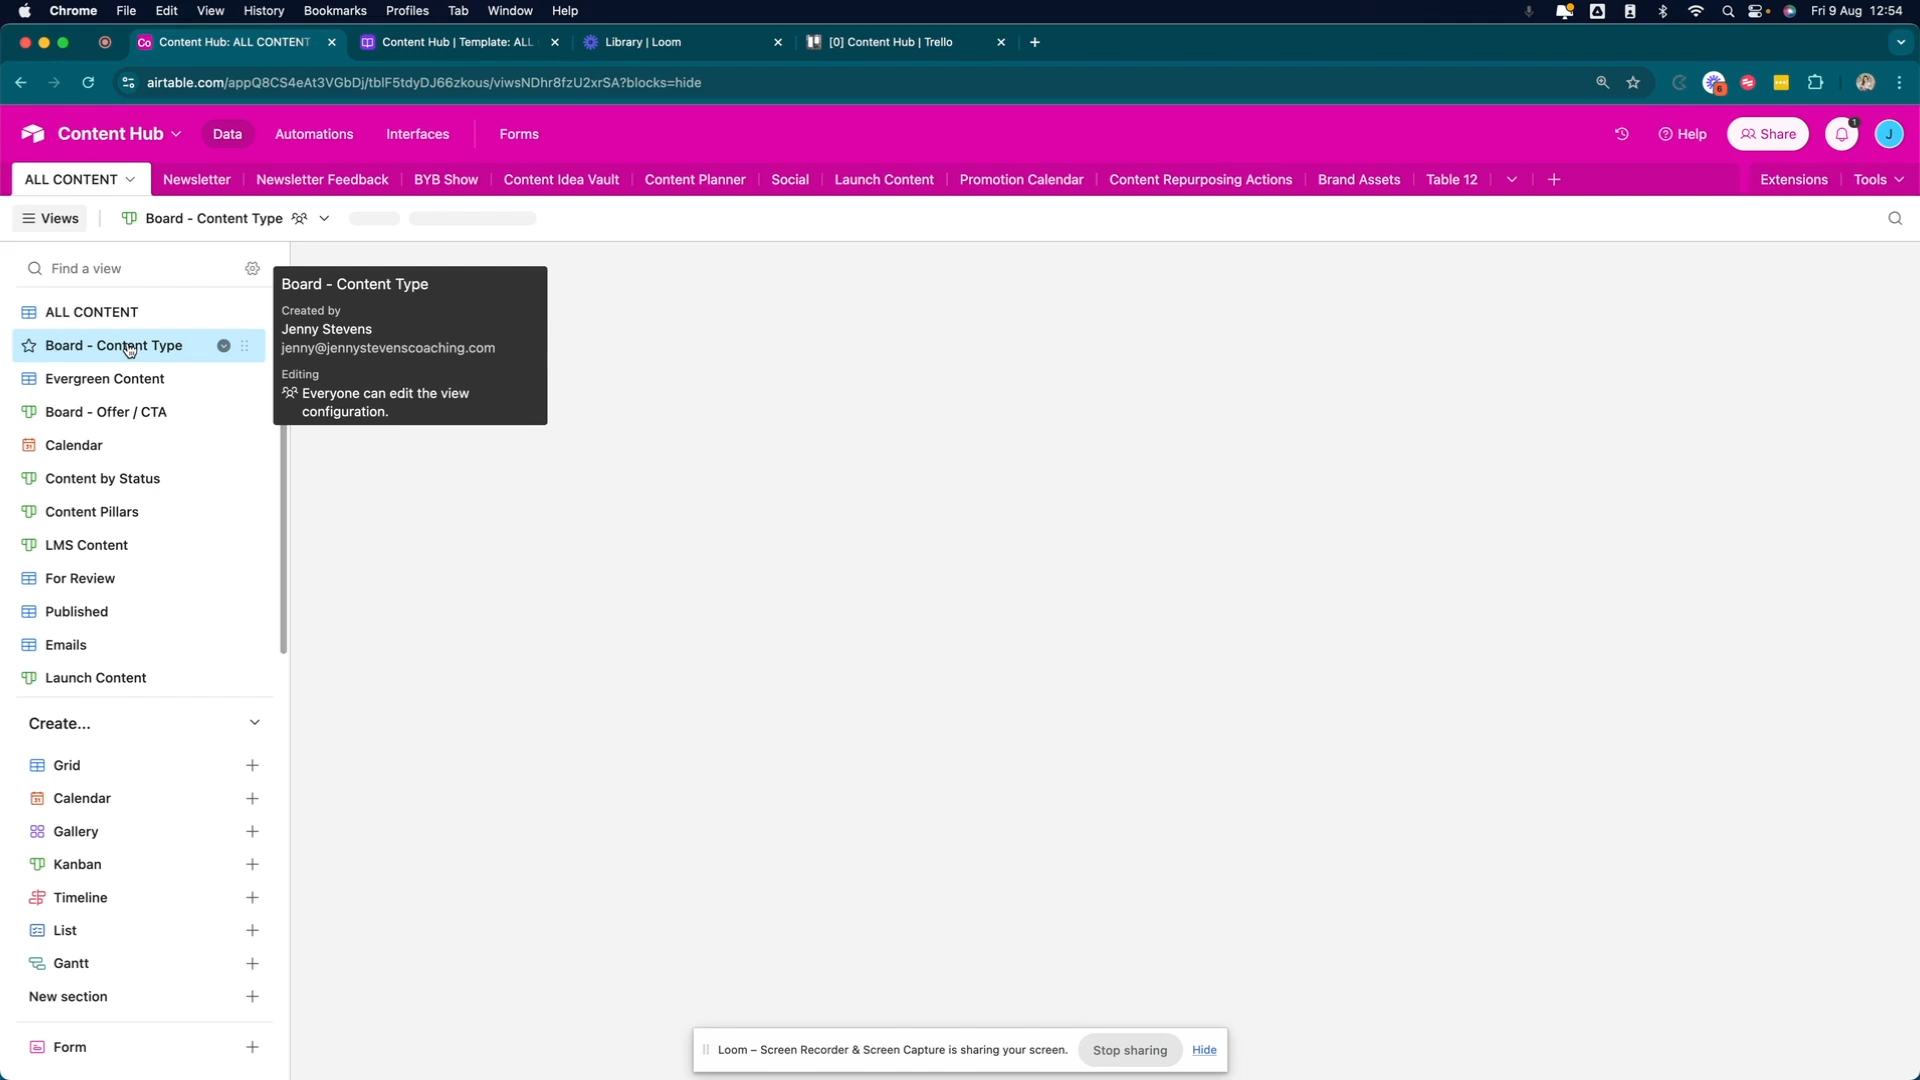 Chrome File Edit View History Bookmarks Profiles Tab Window Help
Fri 9 Aug 12:54
Co Content Hub: ALL CONTENT
Content Hub | Template: ALL
Library | Loom
[0] Content Hub | Trello
airtable.com/appQ8CS4eAt3VGbDj/tblF5tdyDJ66zkous/viwsNDhr8fzU2xrSA?blocks=hide
6
Content Hub Data Automations Interfaces Forms
Help Share 1 J
ALL CONTENT Newsletter Newsletter Feedback BYB Show Content Idea Vault Content Planner Social Launch Content Promotion Calendar Content Repurposing Actions Brand Assets Table 12 Extensions Tools
Views Board - Content Type
Find a view
ALL CONTENT
Board - Content Type
Evergreen Content
Board - Offer / CTA
Calendar
Content by Status
Content Pillars
LMS Content
For Review
Published
Emails
Launch Content
Create...
Grid
Calendar
Gallery
Kanban
Timeline
List
Gantt
New section
Form
Board - Content Type
Created by
Jenny Stevens
jenny@jennystevenscoaching.com
Editing
Everyone can edit the view
configuration.
Loom – Screen Recorder & Screen Capture is sharing your screen. Stop sharing Hide